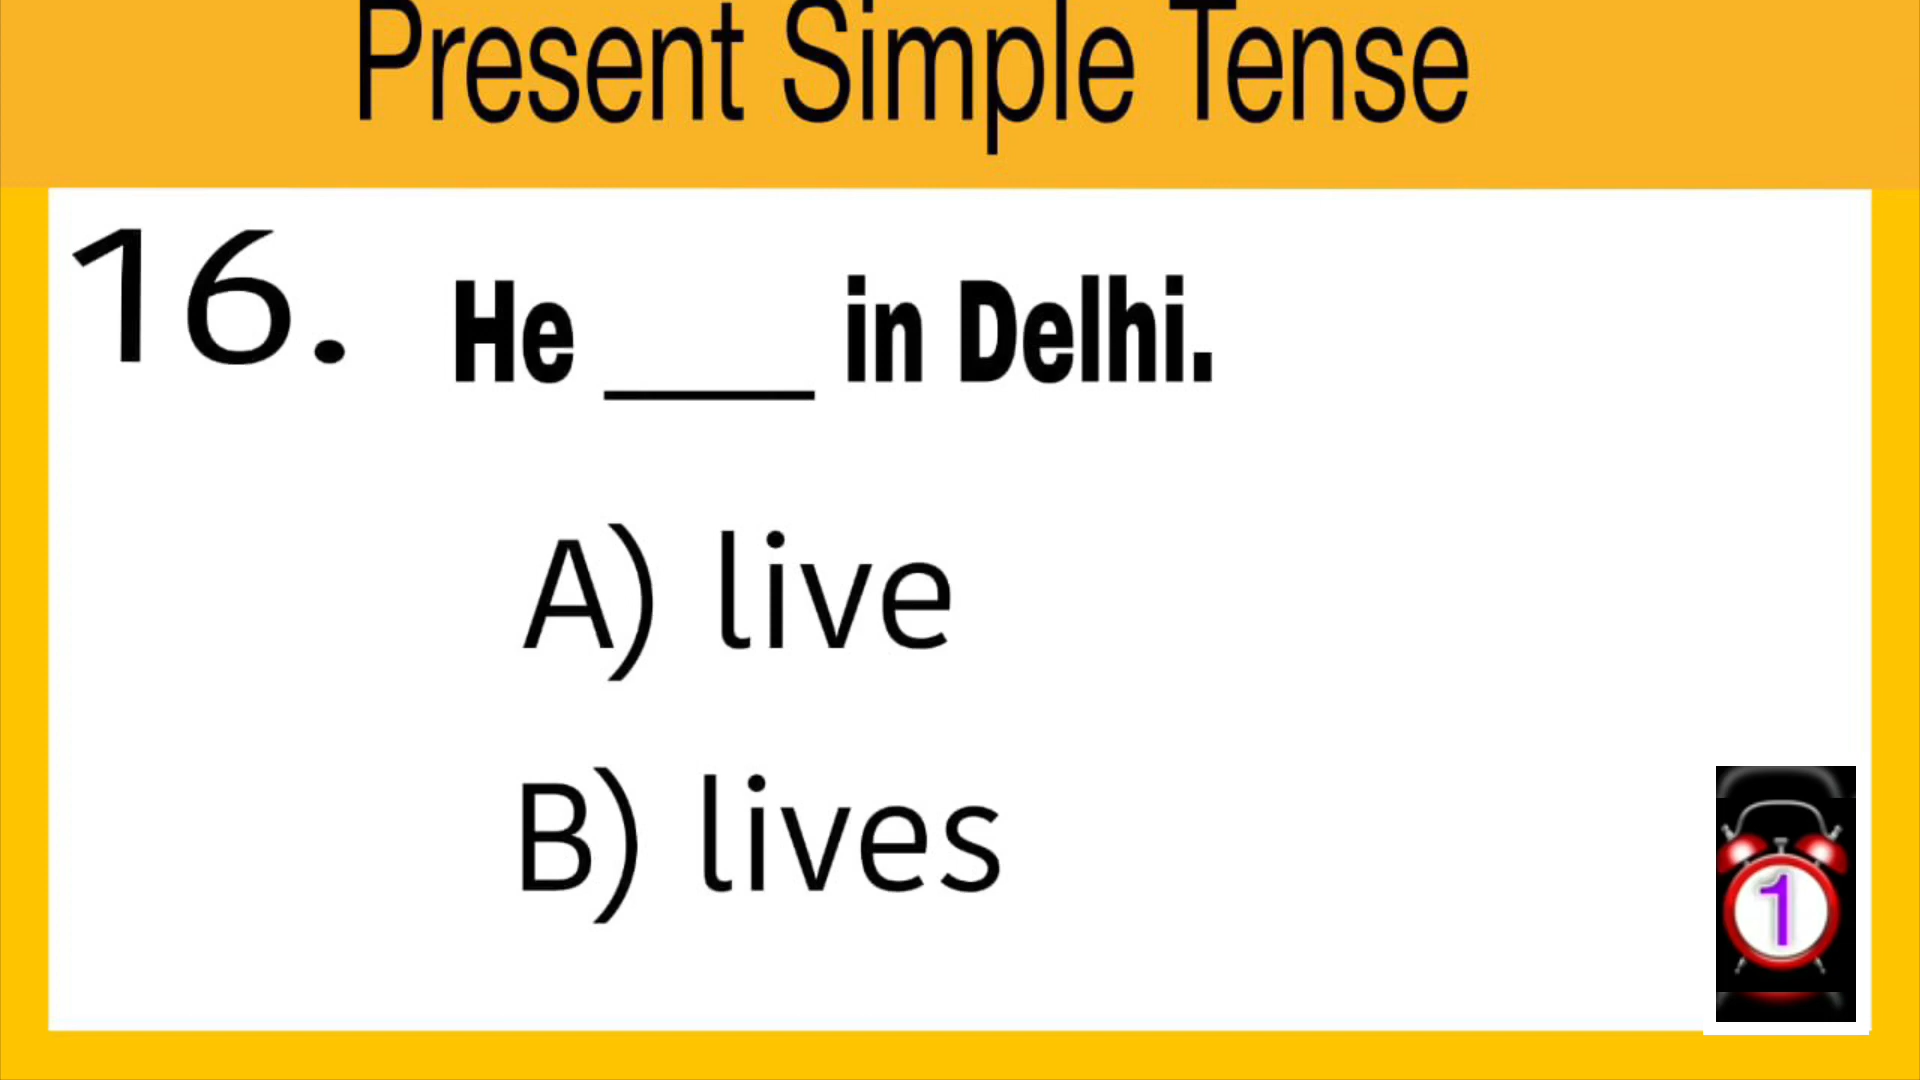 Present Simple Tense
16. He ____ in Delhi.
A) live
B) lives
1